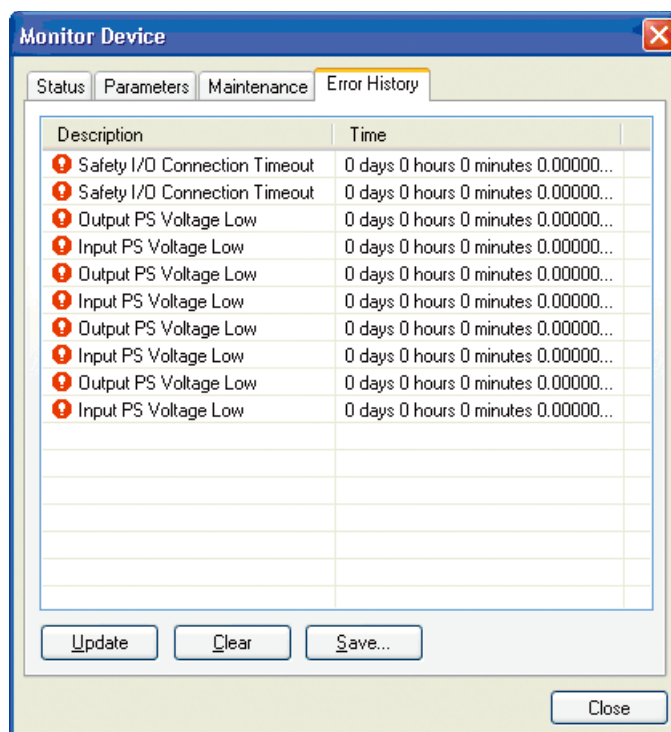 Monitor Device
Status Parameters Maintenance Error History
Description Time
Safety I/O Connection Timeout 0 days 0 hours 0 minutes 0.00000...
Safety I/O Connection Timeout 0 days 0 hours 0 minutes 0.00000...
Output PS Voltage Low 0 days 0 hours 0 minutes 0.00000...
Input PS Voltage Low 0 days 0 hours 0 minutes 0.00000...
Output PS Voltage Low 0 days 0 hours 0 minutes 0.00000...
Input PS Voltage Low 0 days 0 hours 0 minutes 0.00000...
Output PS Voltage Low 0 days 0 hours 0 minutes 0.00000...
Input PS Voltage Low 0 days 0 hours 0 minutes 0.00000...
Output PS Voltage Low 0 days 0 hours 0 minutes 0.00000...
Input PS Voltage Low 0 days 0 hours 0 minutes 0.00000...
Update Clear Save...
Close